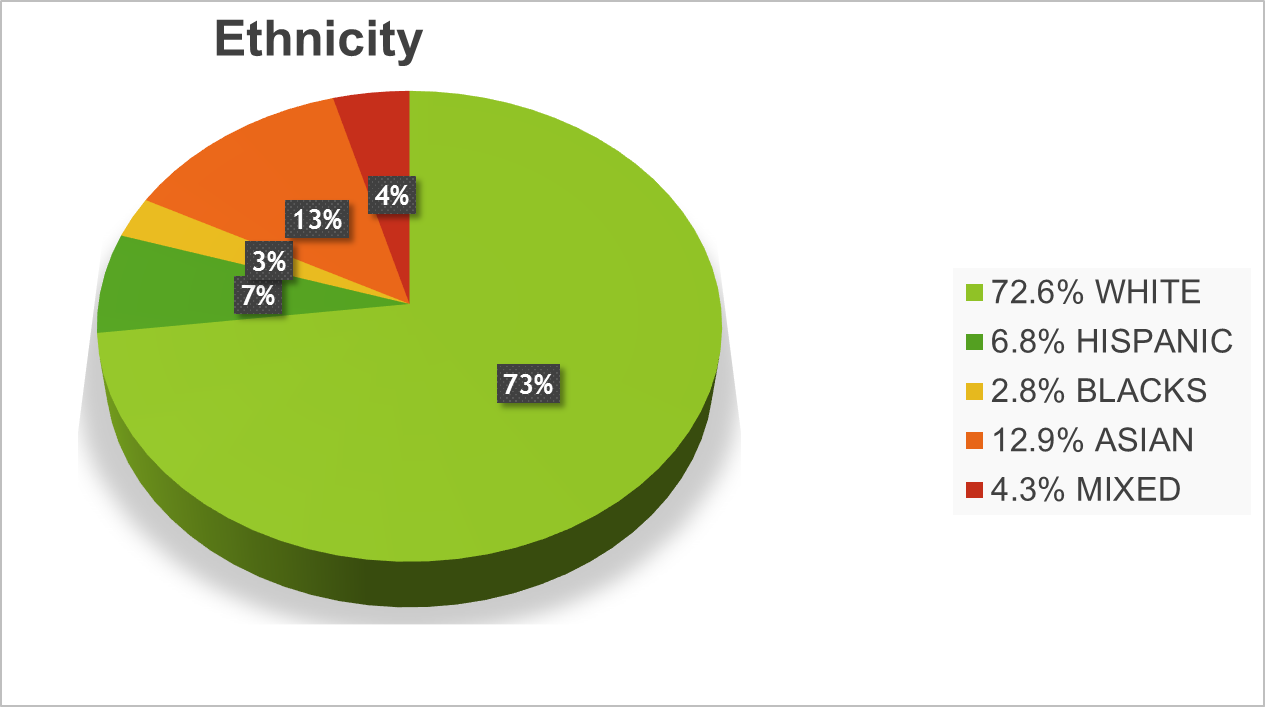 Ethnicity
4%
13%
3%
7%
73%
72.6% WHITE
6.8% HISPANIC
2.8% BLACKS
12.9% ASIAN
4.3% MIXED